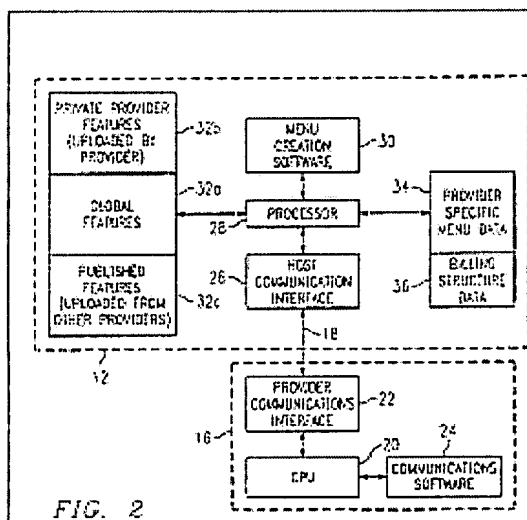 PRIVATE PROVIDER
FEATURES
(UPLOADED BY
PROVIDER)
32b
GLOBAL
FEATURES
32a
PUBLISHED
FEATURES
(UPLOADED FROM
OTHER PROVIDERS)
32c
12
MENU
CREATION
SOFTWARE
30
PROCESSOR
28
HOST
COMMUNICATION
INTERFACE
26
34
PROVIDER
SPECIFIC
MENU DATA
36
BILLING
STRUCTURE
DATA
18
PROVIDER
COMMUNICATIONS
INTERFACE
22
16
20
CPU
24
COMMUNICATIONS
SOFTWARE
FIG. 2